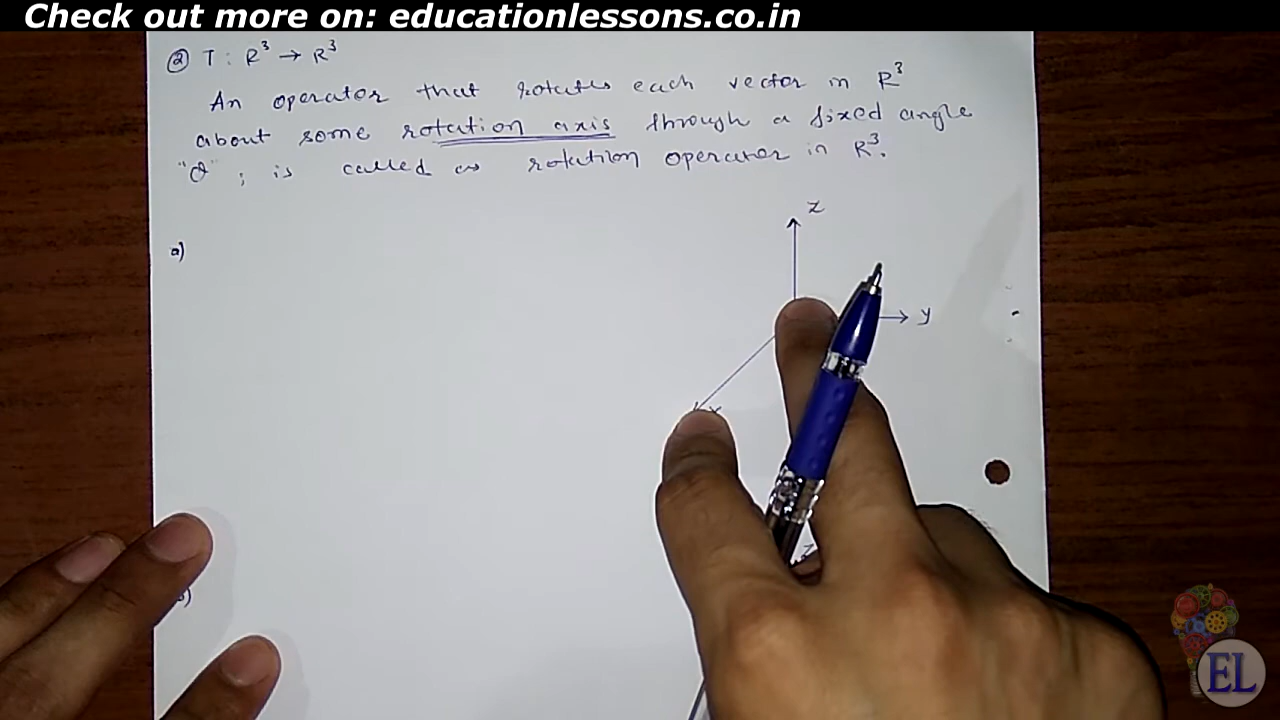 Check out more on: educationlessons.co.in
② T : R³ → R³
An operator that rotates each vector in R³
about some rotation axis through a fixed angle
"θ" ; is called as rotation operator in R³.
z
a)
y
x
EL